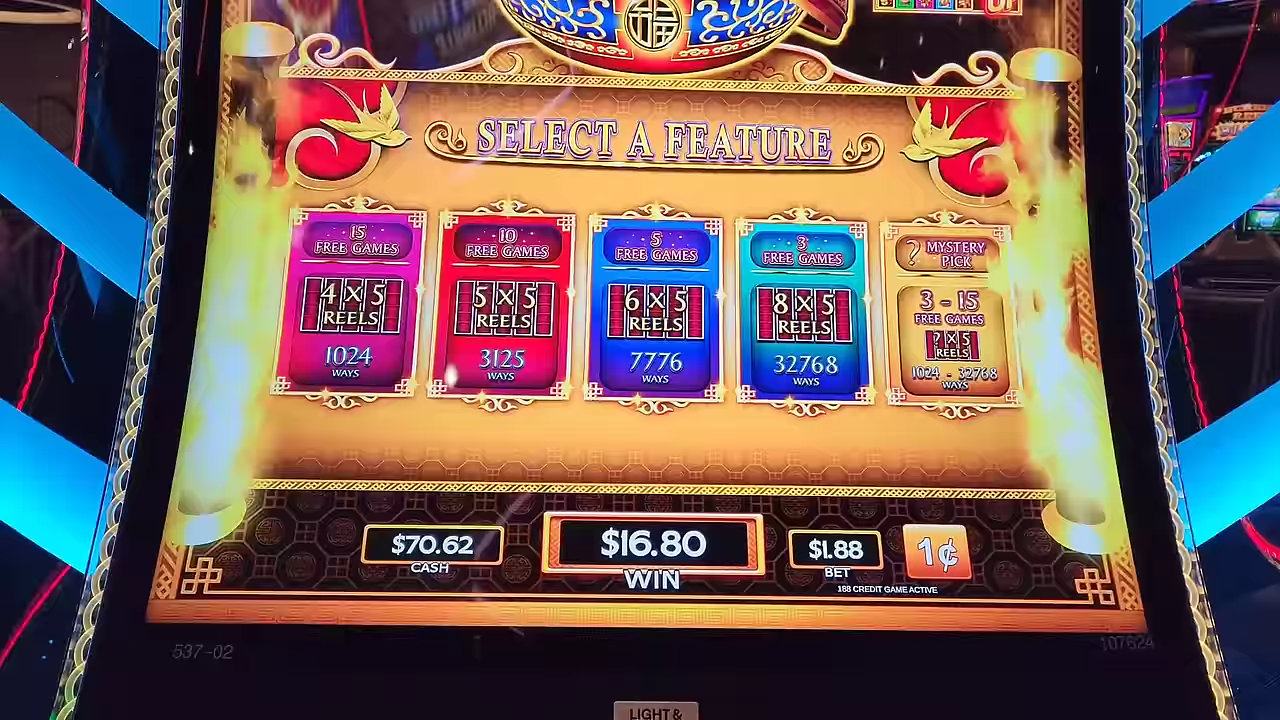 福
SELECT A FEATURE
15
FREE GAMES
4X5
REELS
1024
WAYS
10
FREE GAMES
5X5
REELS
3125
WAYS
5
FREE GAMES
6X5
REELS
7776
WAYS
3
FREE GAMES
8X5
REELS
32768
WAYS
? MYSTERY
PICK
3 - 15
FREE GAMES
?X5
REELS
1024 - 32768
WAYS
$70.62
CASH
$16.80
WIN
$1.88
BET
1¢
188 CREDIT GAME ACTIVE
537-02
107624
LIGHT &